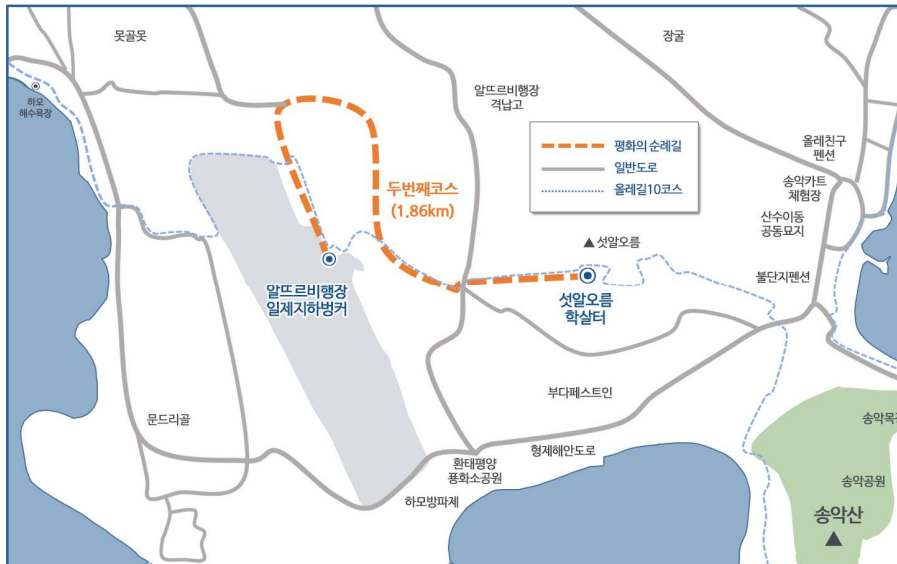 못골못
장굴
하모
해수욕장
알뜨르비행장
격납고
평화의 순례길
일반도로
올레길10코스
올레친구
펜션
송악카트
체험장
산수이동
공동묘지
두번째코스
(1.86km)
▲섯알오름
불단지펜션
알뜨르비행장
일제지하벙커
섯알오름
학살터
부다페스트인
문드리골
송악목장
형제해안도로
환태평양
푱화소공원
하모방파제
송악공원
송악산
▲